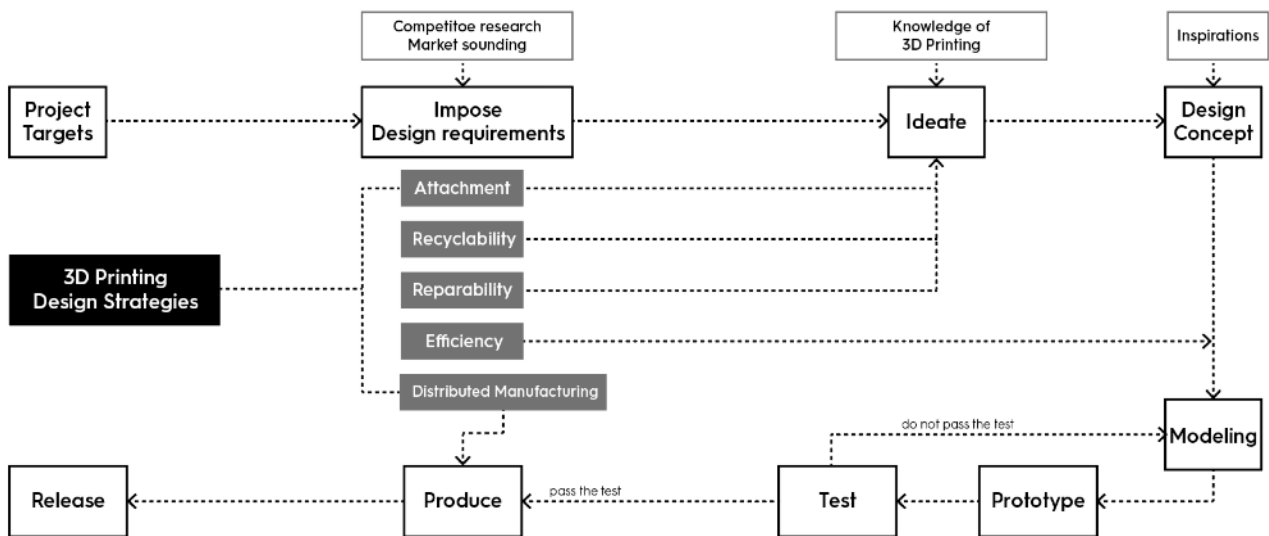 Competitoe research
Market sounding
Knowledge of
3D Printing
Inspirations
Project
Targets
Impose
Design requirements
Ideate
Design
Concept
Attachment
Recyclability
3D Printing
Design Strategies
Reparability
Efficiency
Distributed Manufacturing
do not pass the test
Modeling
Release
Produce
pass the test
Test
Prototype